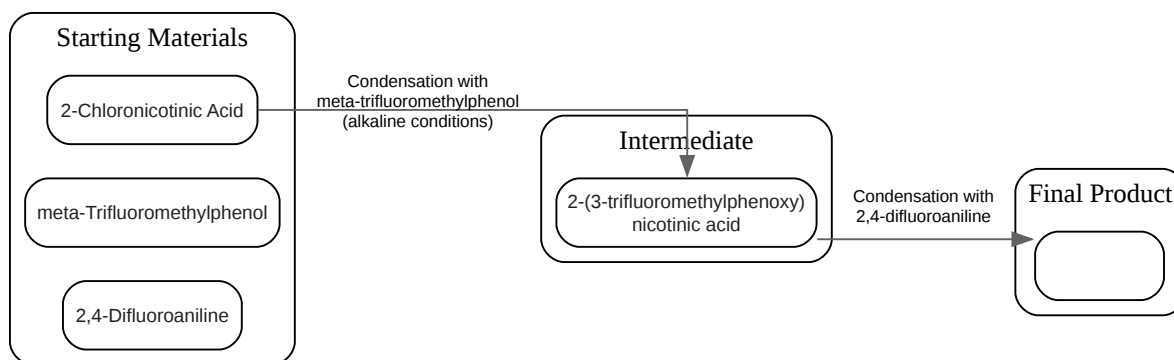 Starting Materials
2-Chloronicotinic Acid
meta-Trifluoromethylphenol
2,4-Difluoroaniline
Condensation with
meta-trifluoromethylphenol
(alkaline conditions)
Intermediate
2-(3-trifluoromethylphenoxy)
nicotinic acid
Condensation with
2,4-difluoroaniline
Final Product